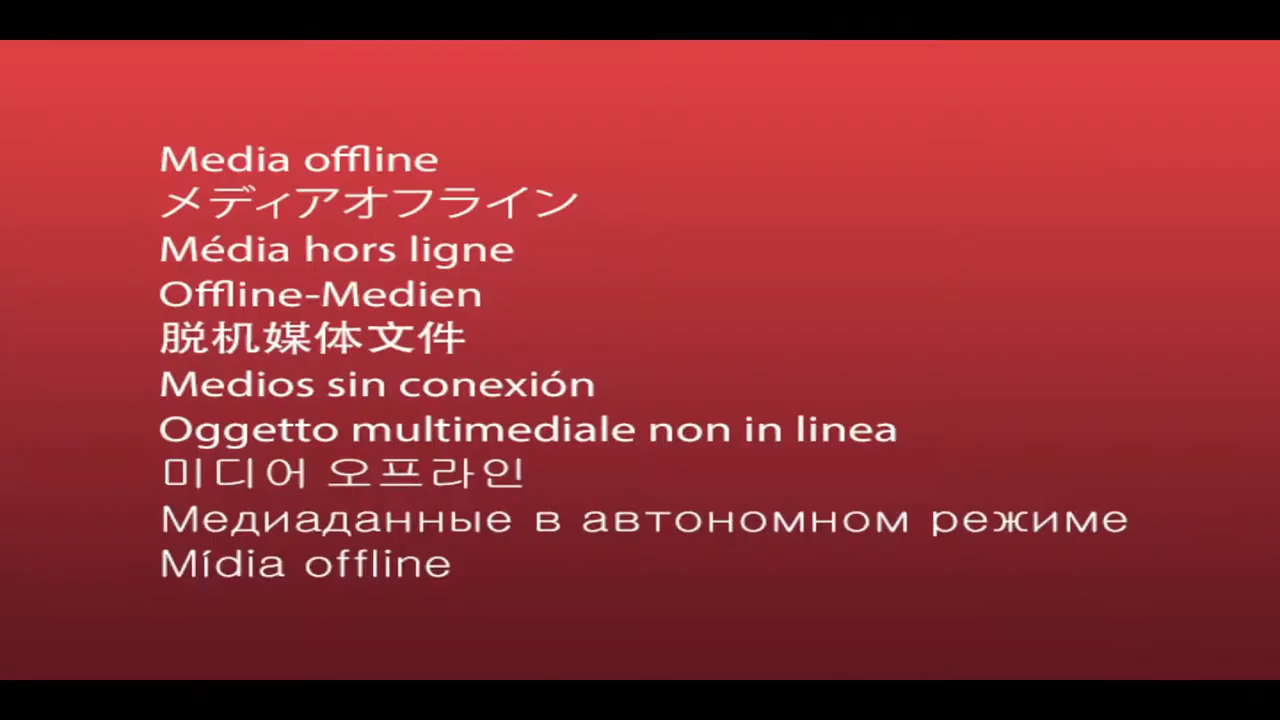 Media offline
メディアオフライン
Média hors ligne
Offline-Medien
脱机媒体文件
Medios sin conexión
Oggetto multimediale non in linea
미디어 오프라인
Медиаданные в автономном режиме
Mídia offline